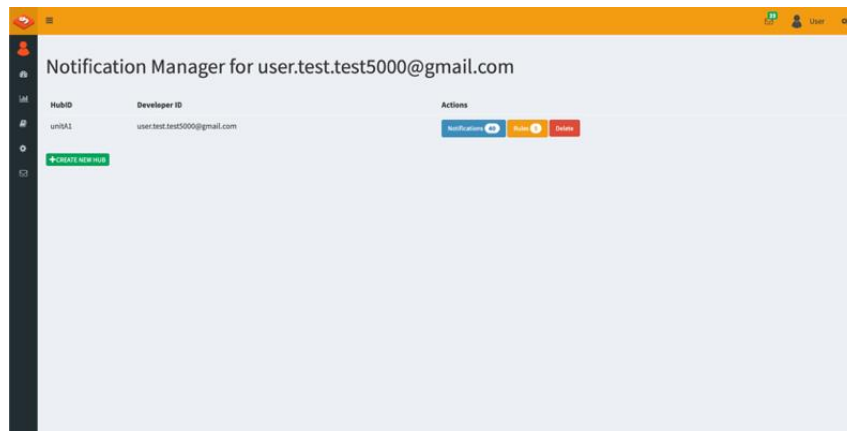 User
Notification Manager for user.test.test5000@gmail.com
HubID Developer ID Actions
unitA1 user.test.test5000@gmail.com Notifications Rules Delete
+CREATE NEW HUB